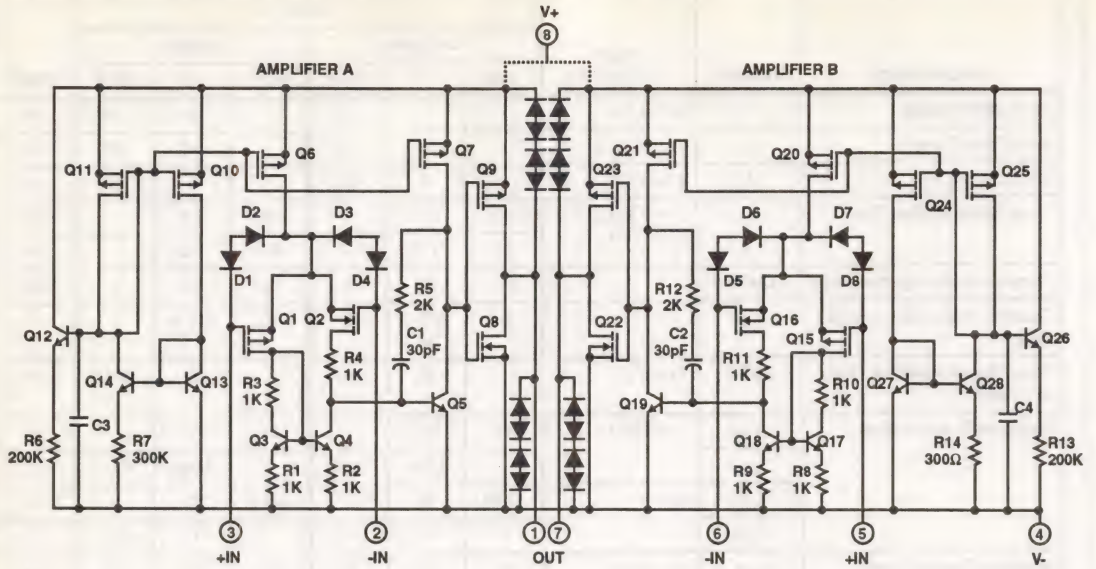 V+
8
AMPLIFIER A
AMPLIFIER B
Q11
Q10
Q6
Q7
Q9
Q23
Q21
Q20
Q24
Q25
D2
D3
D1
D4
D6
D7
D5
D8
Q1
Q2
R5
2K
R12
2K
Q16
Q15
Q12
Q14
Q13
R3
1K
R4
1K
C1
30pF
Q8
Q22
C2
30pF
R11
1K
R10
1K
Q26
Q27
Q28
C3
Q3
Q4
Q5
Q19
Q18
Q17
C4
R6
200K
R7
300K
R1
1K
R2
1K
R9
1K
R8
1K
R14
300Ω
R13
200K
3
2
1
7
6
5
4
+IN
-IN
OUT
-IN
+IN
V-